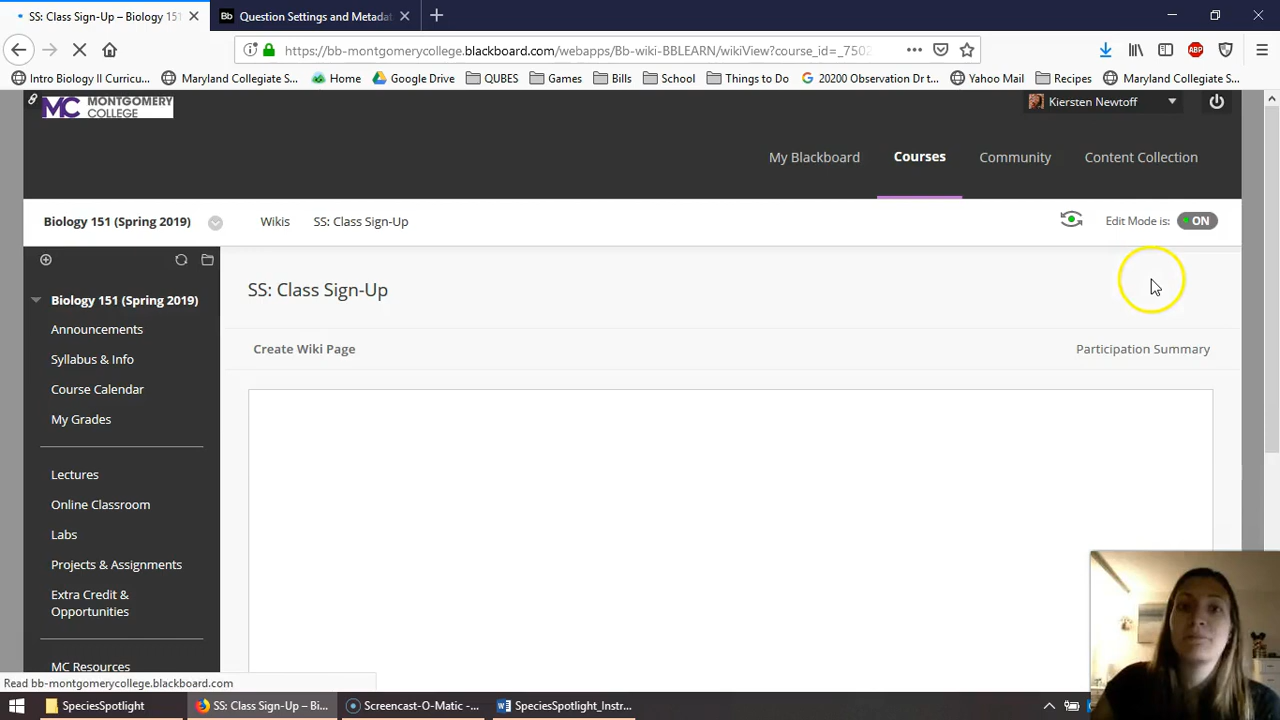 SS: Class Sign-Up – Biology 151
Bb Question Settings and Metadat
https://bb-montgomerycollege.blackboard.com/webapps/Bb-wiki-BBLEARN/wikiView?course_id=_7502
Intro Biology II Curricu... Maryland Collegiate S... Home Google Drive QUBES Games Bills School Things to Do 20200 Observation Dr t... Yahoo Mail Recipes Maryland Collegiate S...
MC MONTGOMERY COLLEGE
Kiersten Newtoff
My Blackboard Courses Community Content Collection
Biology 151 (Spring 2019) Wikis SS: Class Sign-Up Edit Mode is: ON
SS: Class Sign-Up
Biology 151 (Spring 2019)
Announcements
Create Wiki Page Participation Summary
Syllabus & Info
Course Calendar
My Grades
Lectures
Online Classroom
Labs
Projects & Assignments
Extra Credit &
Opportunities
MC Resources
Read bb-montgomerycollege.blackboard.com
SpeciesSpotlight SS: Class Sign-Up – Bi... Screencast-O-Matic -... SpeciesSpotlight_Instr...